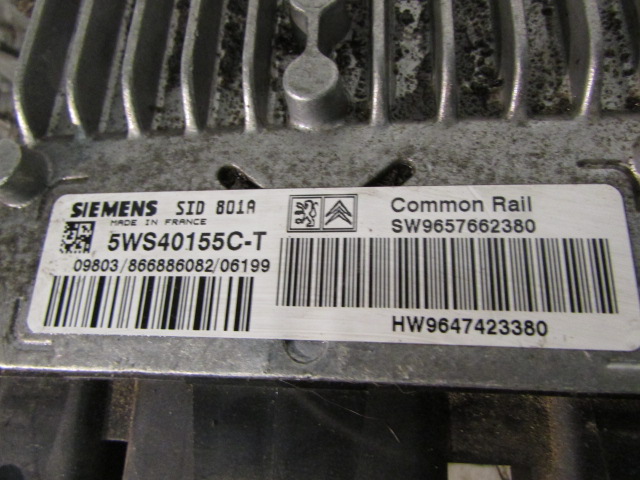 SIEMENS SID 801A
MADE IN FRANCE
5WS40155C-T
09803/866886082/06199
Common Rail
SW9657662380
HW9647423380